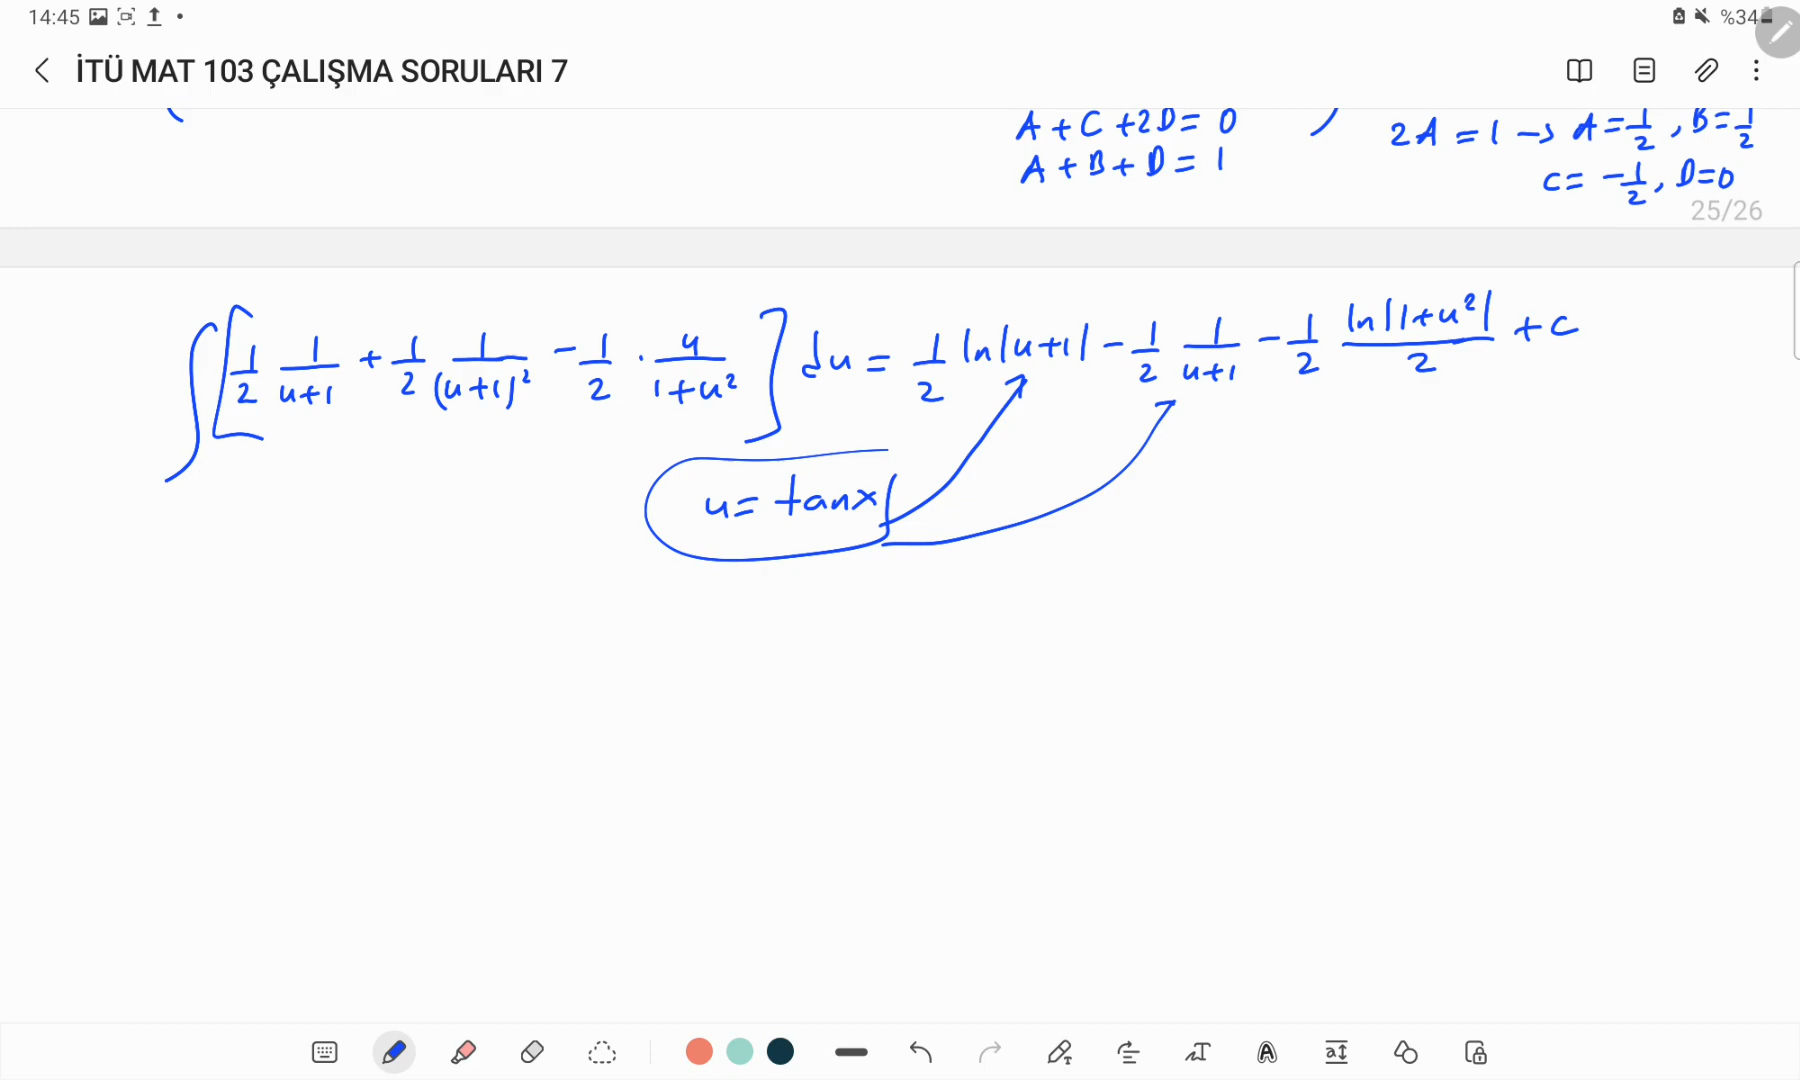 14:45 %34
İTÜ MAT 103 ÇALIŞMA SORULARI 7
A + C + 2D = 0
A + B + D = 1
2A = 1 → A = 1/2 , B = 1/2
C = -1/2 , D = 0
25/26
∫ [ 1/2 1/(u+1) + 1/2 1/(u+1)² - 1/2 · u/(1+u²) ] du = 1/2 ln|u+1| - 1/2 1/(u+1) - 1/2 ln|1+u²|/2 + c
u = tanx